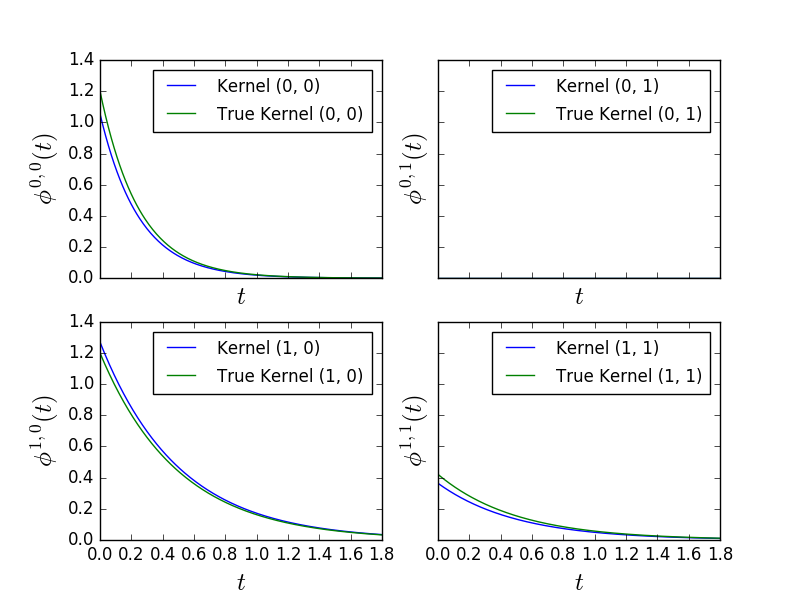 1.4
1.2
1.0
0.8
0.6
0.4
0.2
0.0
ϕ^{0,0}(t)
Kernel (0, 0)
True Kernel (0, 0)
t
ϕ^{0,1}(t)
Kernel (0, 1)
True Kernel (0, 1)
t
1.4
1.2
1.0
0.8
0.6
0.4
0.2
0.0
ϕ^{1,0}(t)
Kernel (1, 0)
True Kernel (1, 0)
0.0 0.2 0.4 0.6 0.8 1.0 1.2 1.4 1.6 1.8
t
ϕ^{1,1}(t)
Kernel (1, 1)
True Kernel (1, 1)
0.0 0.2 0.4 0.6 0.8 1.0 1.2 1.4 1.6 1.8
t